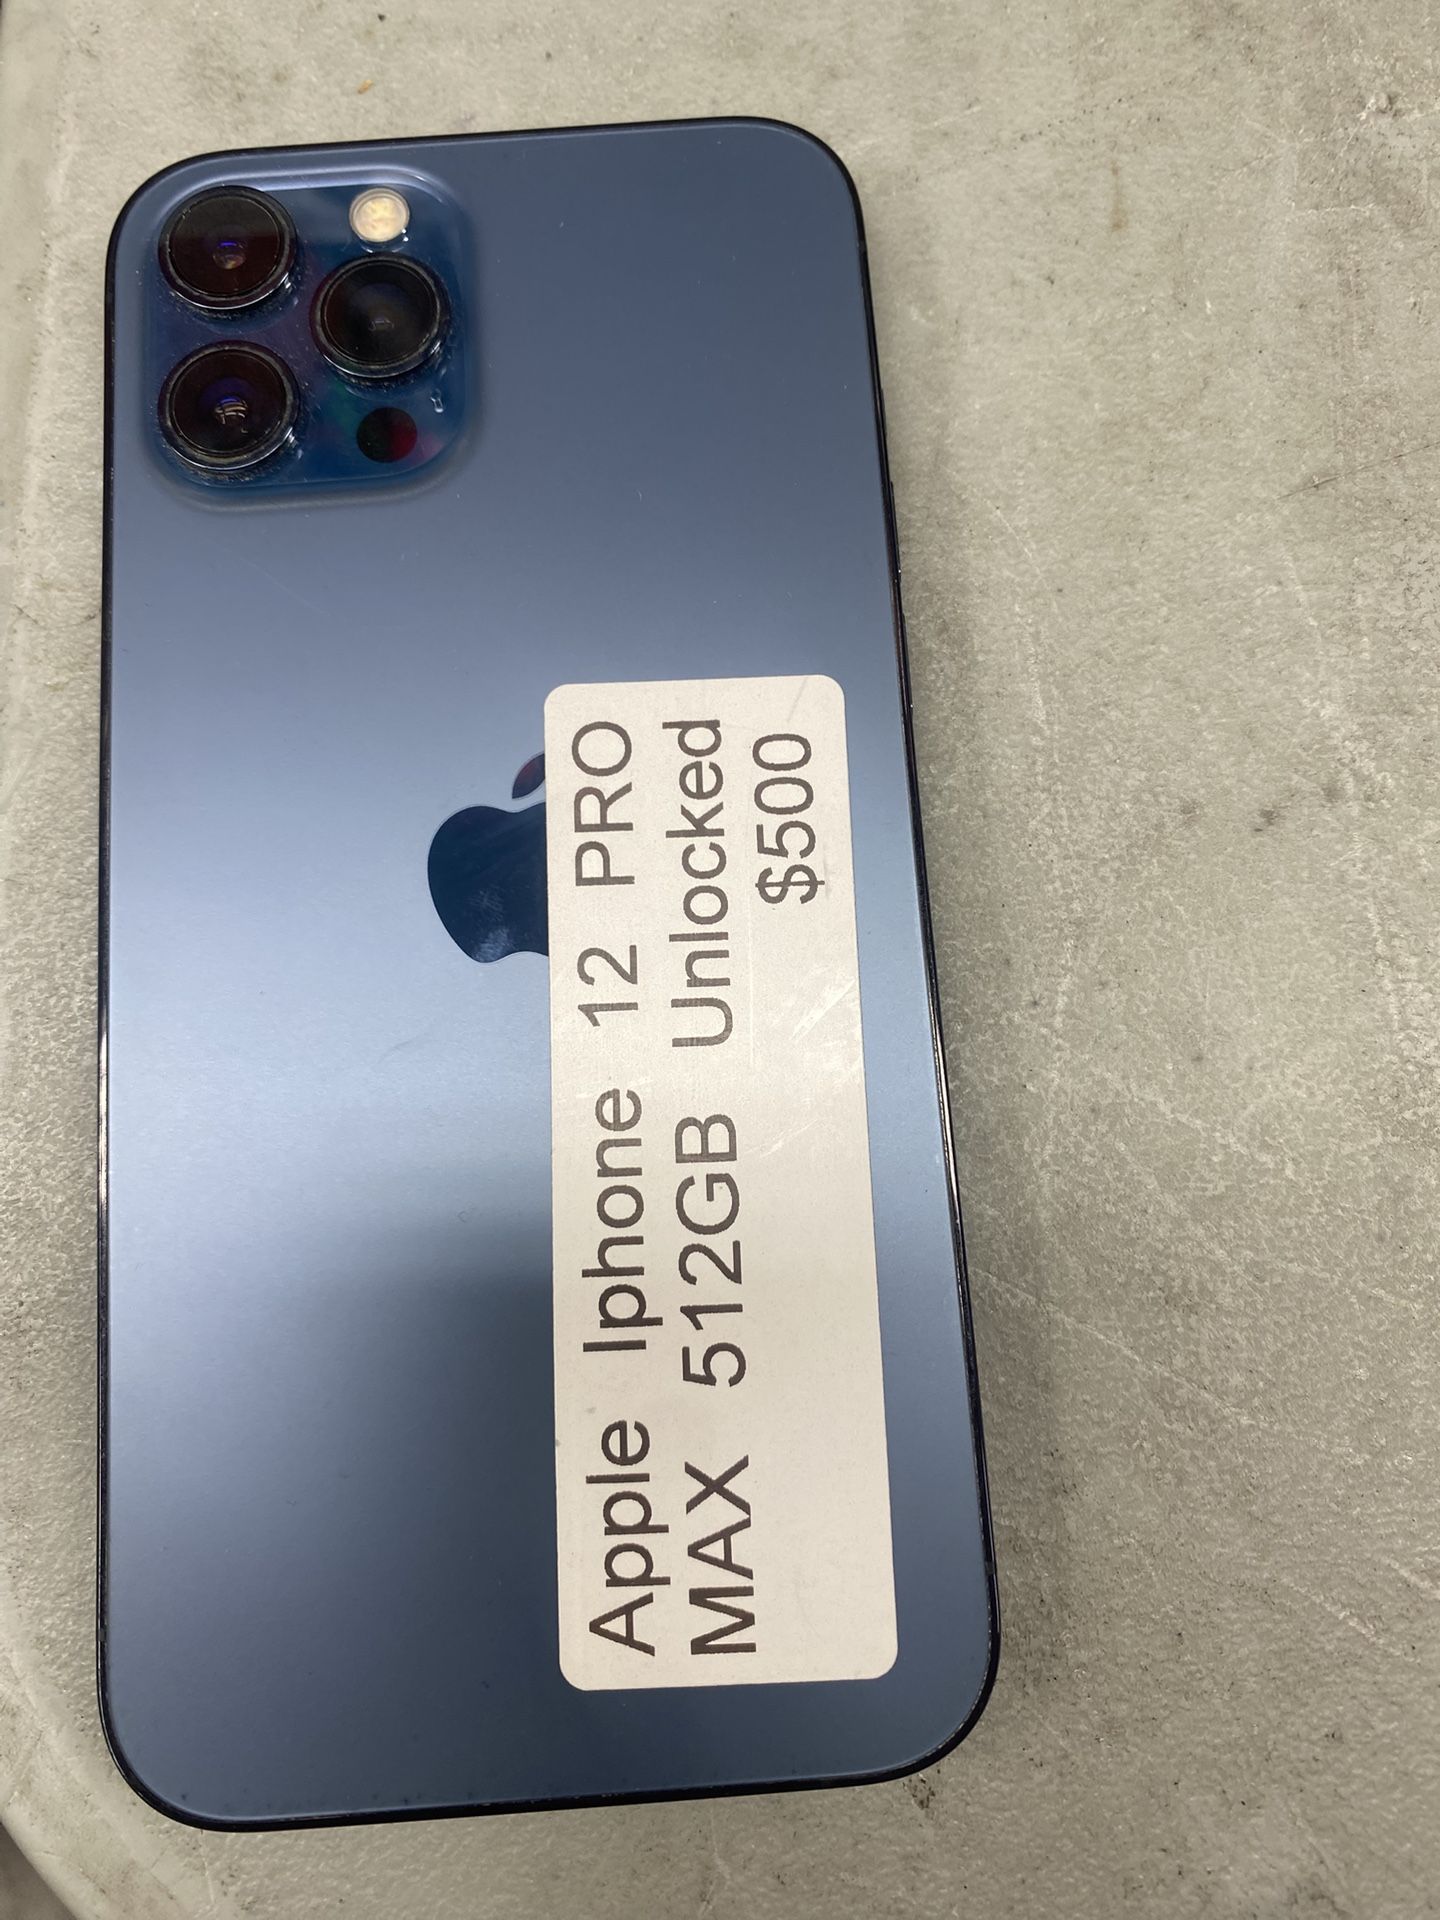 Apple Iphone 12 PRO
MAX 512GB Unlocked
$500